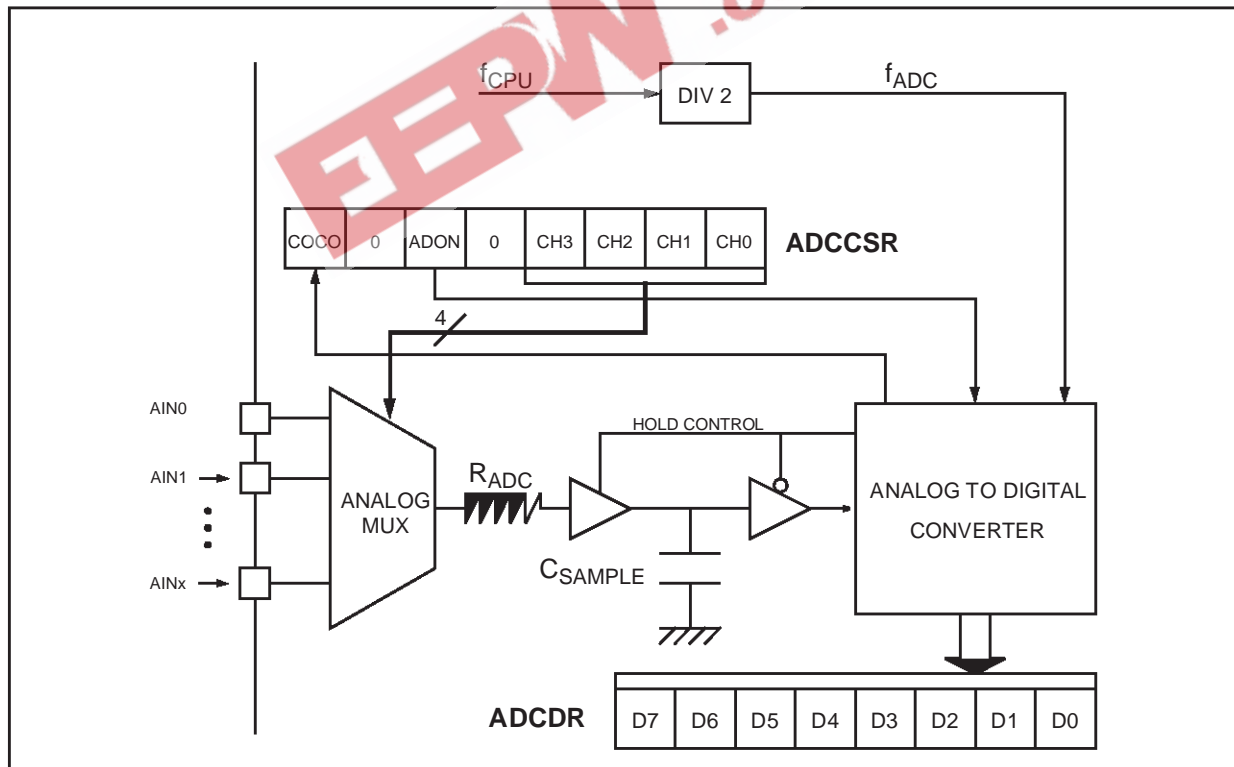 EEPW
fCPU
DIV 2
fADC
COCO 0 ADON 0 CH3 CH2 CH1 CH0
ADCCSR
4
AIN0
HOLD CONTROL
RADC
AIN1
ANALOG
MUX
ANALOG TO DIGITAL
CONVERTER
CSAMPLE
AINx
ADCDR
D7 D6 D5 D4 D3 D2 D1 D0